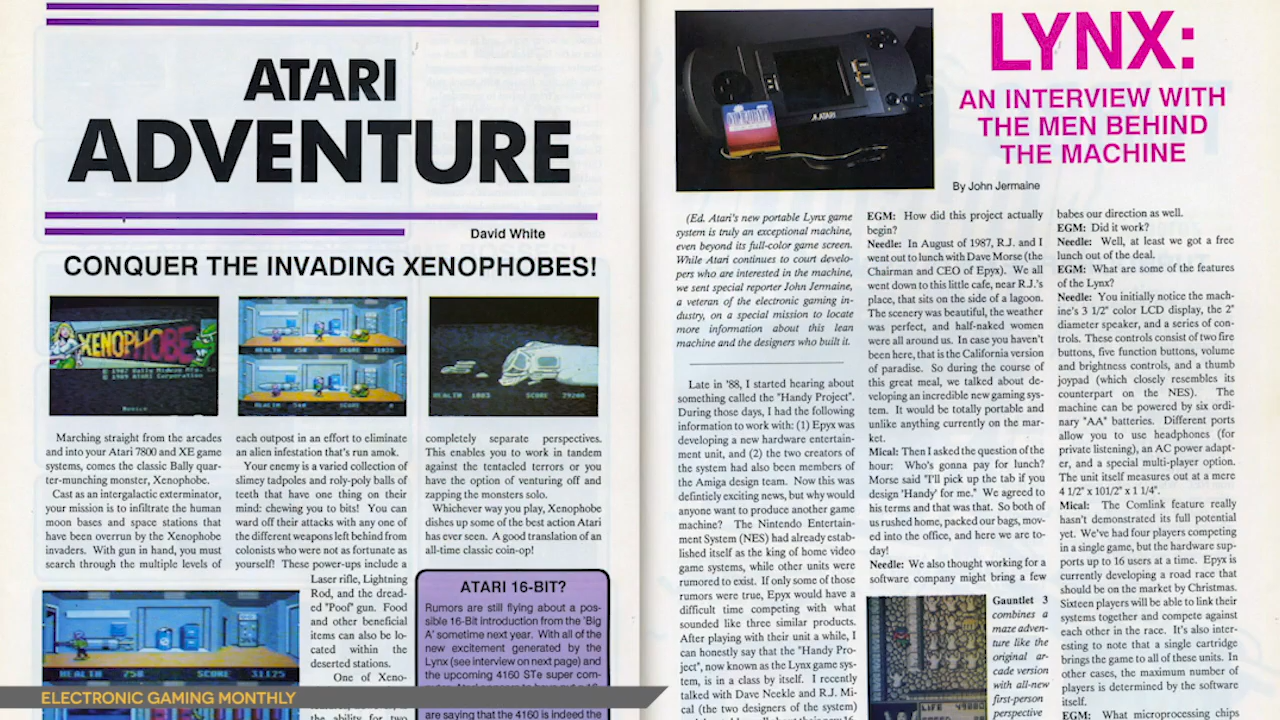 ATARI
ADVENTURE
David White
CONQUER THE INVADING XENOPHOBES!
XENOPHOBE
© 1987 Bally Midway Mfg. Co
© 1989 ATARI Corporation
HEALTH 750 SCORE 31025
HEALTH 540 SCORE
HEALTH 1003 SCORE 39200
Marching straight from the arcades
and into your Atari 7800 and XE game
systems, comes the classic Bally quar-
ter-munching monster, Xenophobe.
Cast as an intergalactic exterminator,
your mission is to infiltrate the human
moon bases and space stations that
have been overrun by the Xenophobe
invaders. With gun in hand, you must
search through the multiple levels of
HEALTH 750 SCORE 31125
each outpost in an effort to eliminate
an alien infestation that's run amok.
Your enemy is a varied collection of
slimey tadpoles and roly-poly balls of
teeth that have one thing on their
mind: chewing you to bits! You can
ward off their attacks with any one of
the different weapons left behind from
colonists who were not as fortunate as
yourself! These power-ups include a
Laser rifle, Lightning
Rod, and the dread-
ed "Poof" gun. Food
and other beneficial
items can also be lo-
cated within the
deserted stations.
One of Xeno-
the ability for two
completely separate perspectives.
This enables you to work in tandem
against the tentacled terrors or you
have the option of venturing off and
zapping the monsters solo.
Whichever way you play, Xenophobe
dishes up some of the best action Atari
has ever seen. A good translation of an
all-time classic coin-op!
ATARI 16-BIT?
Rumors are still flying about a pos-
sible 16-Bit introduction from the 'Big
A' sometime next year. With all of the
new excitement generated by the
Lynx (see interview on next page) and
the upcoming 4160 STe super com-
are saying that the 4160 is indeed the
ELECTRONIC GAMING MONTHLY
ATARI
LYNX:
AN INTERVIEW WITH
THE MEN BEHIND
THE MACHINE
By John Jermaine
(Ed. Atari's new portable Lynx game
system is truly an exceptional machine,
even beyond its full-color game screen.
While Atari continues to court develo-
pers who are interested in the machine,
we sent special reporter John Jermaine,
a veteran of the electronic gaming in-
dustry, on a special mission to locate
more information about this lean
machine and the designers who built it.
Late in '88, I started hearing about
something called the "Handy Project".
During those days, I had the following
information to work with: (1) Epyx was
developing a new hardware entertain-
ment unit, and (2) the two creators of
the system had also been members of
the Amiga design team. Now this was
defintiely exciting news, but why would
anyone want to produce another game
machine? The Nintendo Entertain-
ment System (NES) had already estab-
lished itself as the king of home video
game systems, while other units were
rumored to exist. If only some of those
rumors were true, Epyx would have a
difficult time competing with what
sounded like three similar products.
After playing with their unit a while, I
can honestly say that the "Handy Pro-
ject", now known as the Lynx game sys-
tem, is in a class by itself. I recently
talked with Dave Neekle and R.J. Mi-
cal (the two designers of the system)
EGM: How did this project actually
begin?
Needle: In August of 1987, R.J. and I
went out to lunch with Dave Morse (the
Chairman and CEO of Epyx). We all
went down to this little cafe, near R.J.'s
place, that sits on the side of a lagoon.
The scenery was beautiful, the weather
was perfect, and half-naked women
were all around us. In case you haven't
been here, that is the California version
of paradise. So during the course of
this great meal, we talked about de-
veloping an incredible new gaming sys-
tem. It would be totally portable and
unlike anything currently on the mar-
ket.
Mical: Then I asked the question of the
hour: Who's gonna pay for lunch?
Morse said "I'll pick up the tab if you
design 'Handy' for me." We agreed to
his terms and that was that. So both of
us rushed home, packed our bags, mov-
ed into the office, and here we are to-
day!
Needle: We also thought working for a
software company might bring a few
Gauntlet 3
combines a
maze adven-
ture like the
original ar-
cade version
with all-new
first-person
perspective
babes our direction as well.
EGM: Did it work?
Needle: Well, at least we got a free
lunch out of the deal.
EGM: What are some of the features
of the Lynx?
Needle: You initially notice the mach-
ine's 3 1/2" color LCD display, the 2"
diameter speaker, and a series of con-
trols. These controls consist of two fire
buttons, five function buttons, volume
and brightness controls, and a thumb
joypad (which closely resembles its
counterpart on the NES). The
machine can be powered by six ordi-
nary "AA" batteries. Different ports
allow you to use headphones (for
private listening), an AC power adapt-
er, and a special multi-player option.
The unit itself measures out at a mere
4 1/2" x 101/2" x 1 1/4".
Mical: The Comlink feature really
hasn't demonstrated its full potential
yet. We've had four players competing
in a single game, but the hardware sup-
ports up to 16 users at a time. Epyx is
currently developing a road race that
should be on the market by Christmas.
Sixteen players will be able to link their
systems together and compete against
each other in the race. It's also inter-
esting to note that a single cartridge
brings the game to all of these units. In
other cases, the maximum number of
players is determined by the software
itself.
EGM: What microprocessing chips